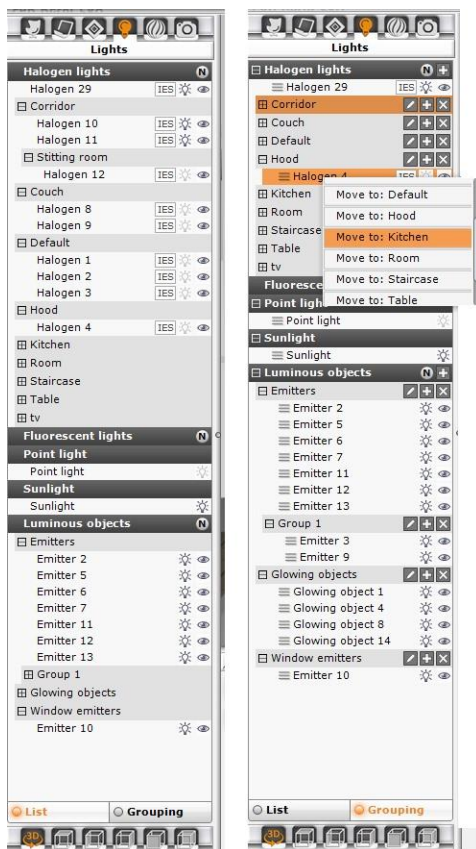 Lights
Halogen lights N
Halogen 29 IES
Corridor
Halogen 10 IES
Halogen 11 IES
Stitting room
Halogen 12 IES
Couch
Halogen 8 IES
Halogen 9 IES
Default
Halogen 1 IES
Halogen 2 IES
Halogen 3 IES
Hood
Halogen 4 IES
Kitchen
Room
Staircase
Table
tv
Fluorescent lights N
Point light
Point light
Sunlight
Sunlight
Luminous objects N
Emitters
Emitter 2
Emitter 5
Emitter 6
Emitter 7
Emitter 11
Emitter 12
Emitter 13
Group 1
Glowing objects
Window emitters
Emitter 10
List Grouping
3D
Lights
Halogen lights N
Halogen 29 IES
Corridor
Couch
Default
Hood
Halogen 4 IES
Kitchen
Room
Staircase
Table
tv
Move to: Default
Move to: Hood
Move to: Kitchen
Move to: Room
Move to: Staircase
Move to: Table
Fluoresce
Point light
Point light
Sunlight
Sunlight
Luminous objects N
Emitters
Emitter 2
Emitter 5
Emitter 6
Emitter 7
Emitter 11
Emitter 12
Emitter 13
Group 1
Emitter 3
Emitter 9
Glowing objects
Glowing object 1
Glowing object 4
Glowing object 8
Glowing object 14
Window emitters
Emitter 10
List Grouping
3D